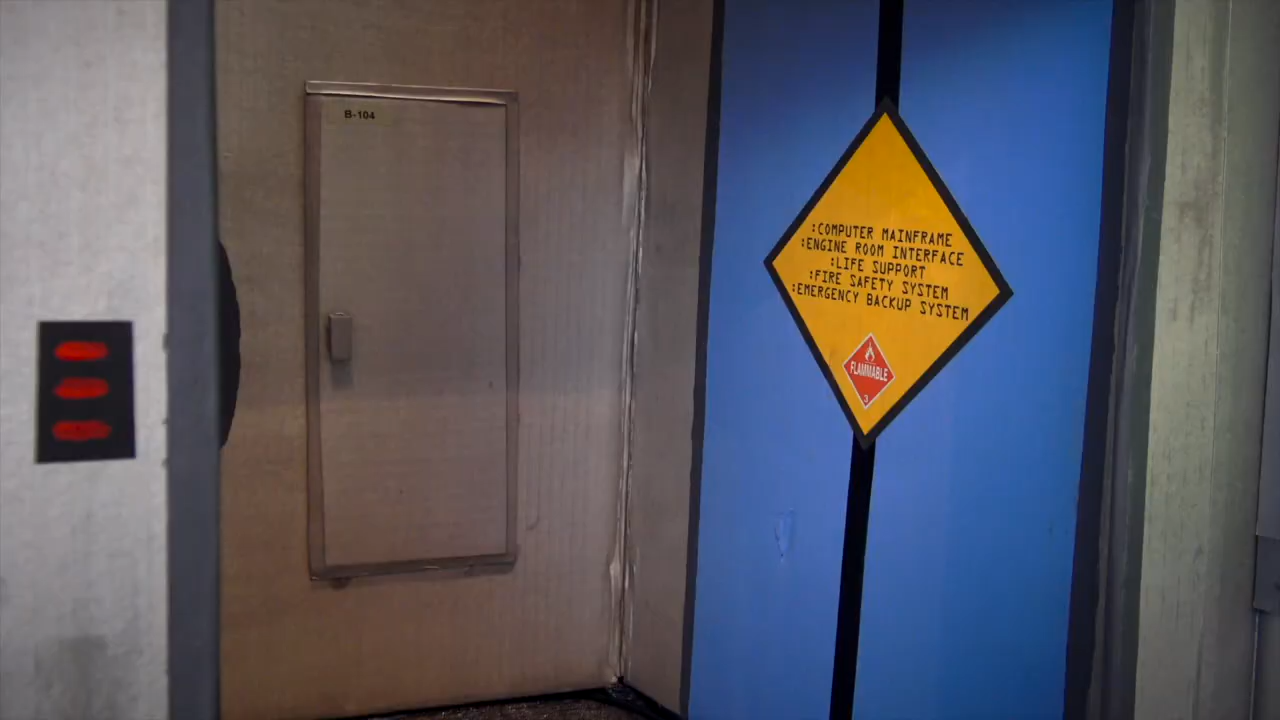 B-104
:COMPUTER MAINFRAME
:ENGINE ROOM INTERFACE
:LIFE SUPPORT
:FIRE SAFETY SYSTEM
:EMERGENCY BACKUP SYSTEM
FLAMMABLE
3